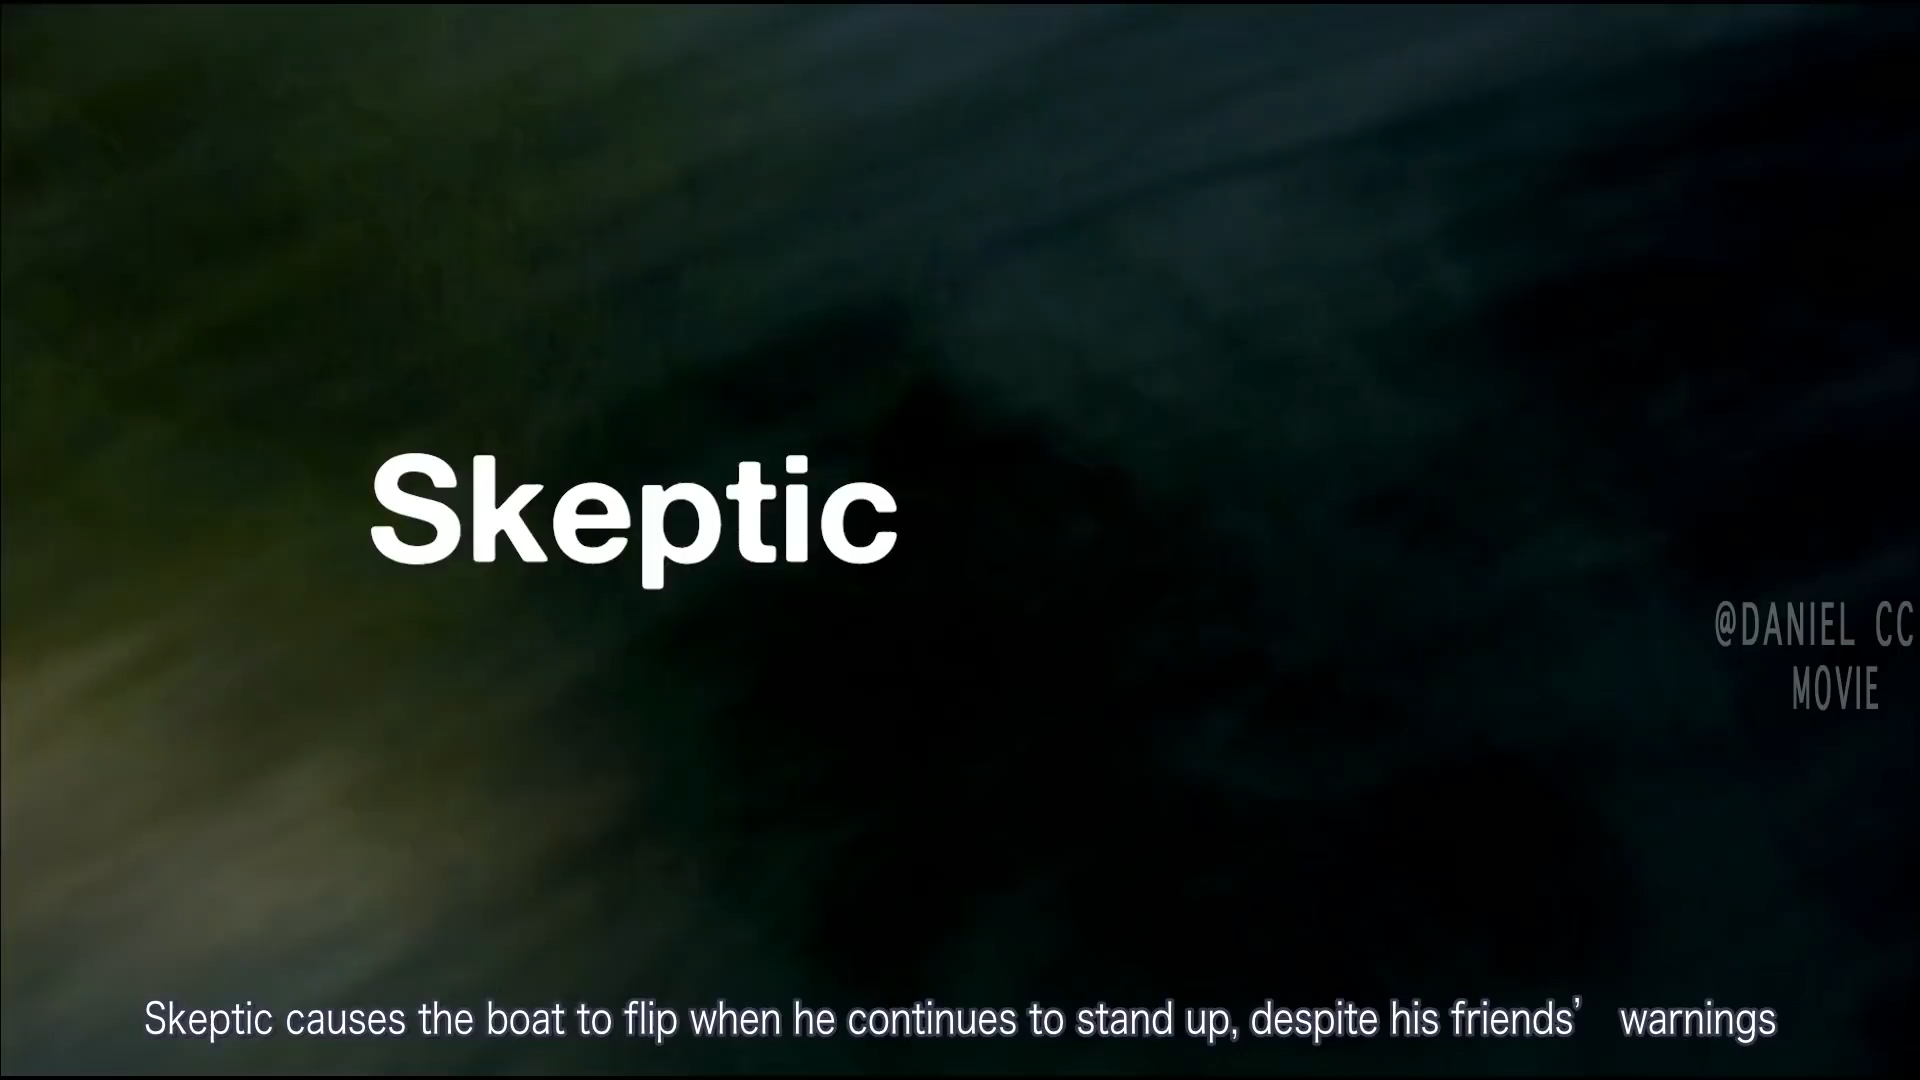 Skeptic
@DANIEL CC
MOVIE
Skeptic causes the boat to flip when he continues to stand up, despite his friends’ warnings